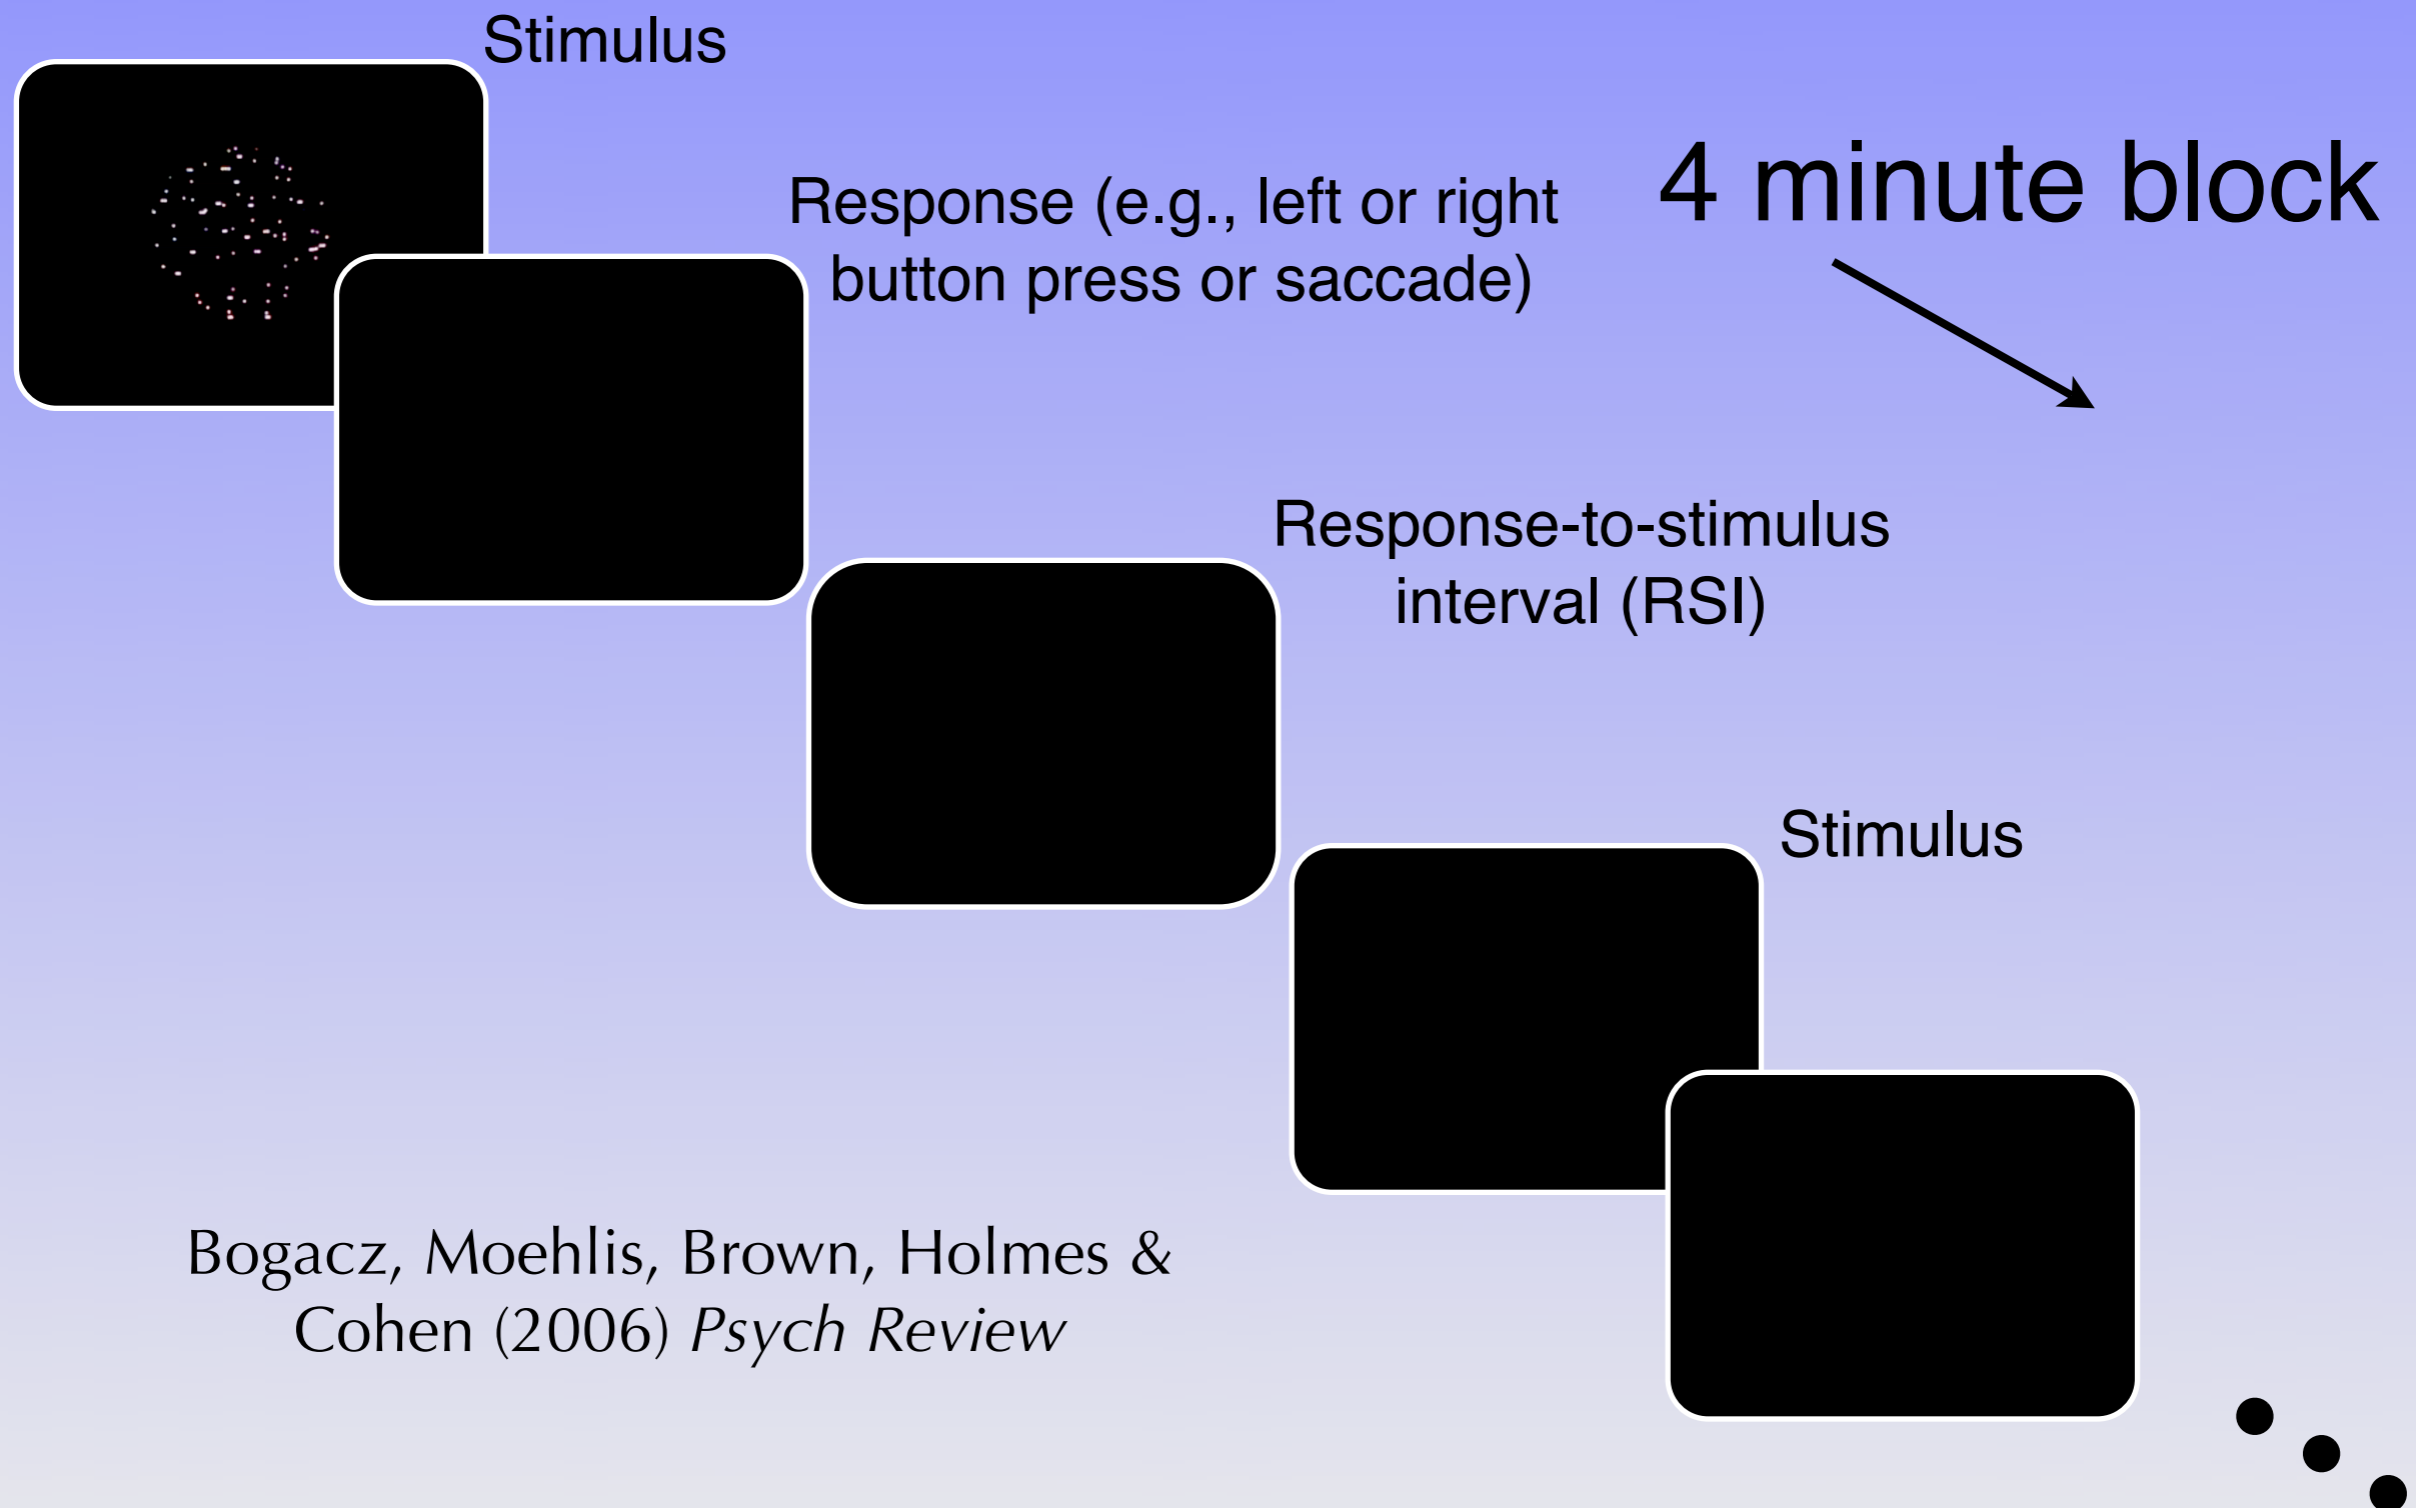 Stimulus
Response (e.g., left or right
button press or saccade)
4 minute block
Response-to-stimulus
interval (RSI)
Stimulus
Bogacz, Moehlis, Brown, Holmes &
Cohen (2006) Psych Review